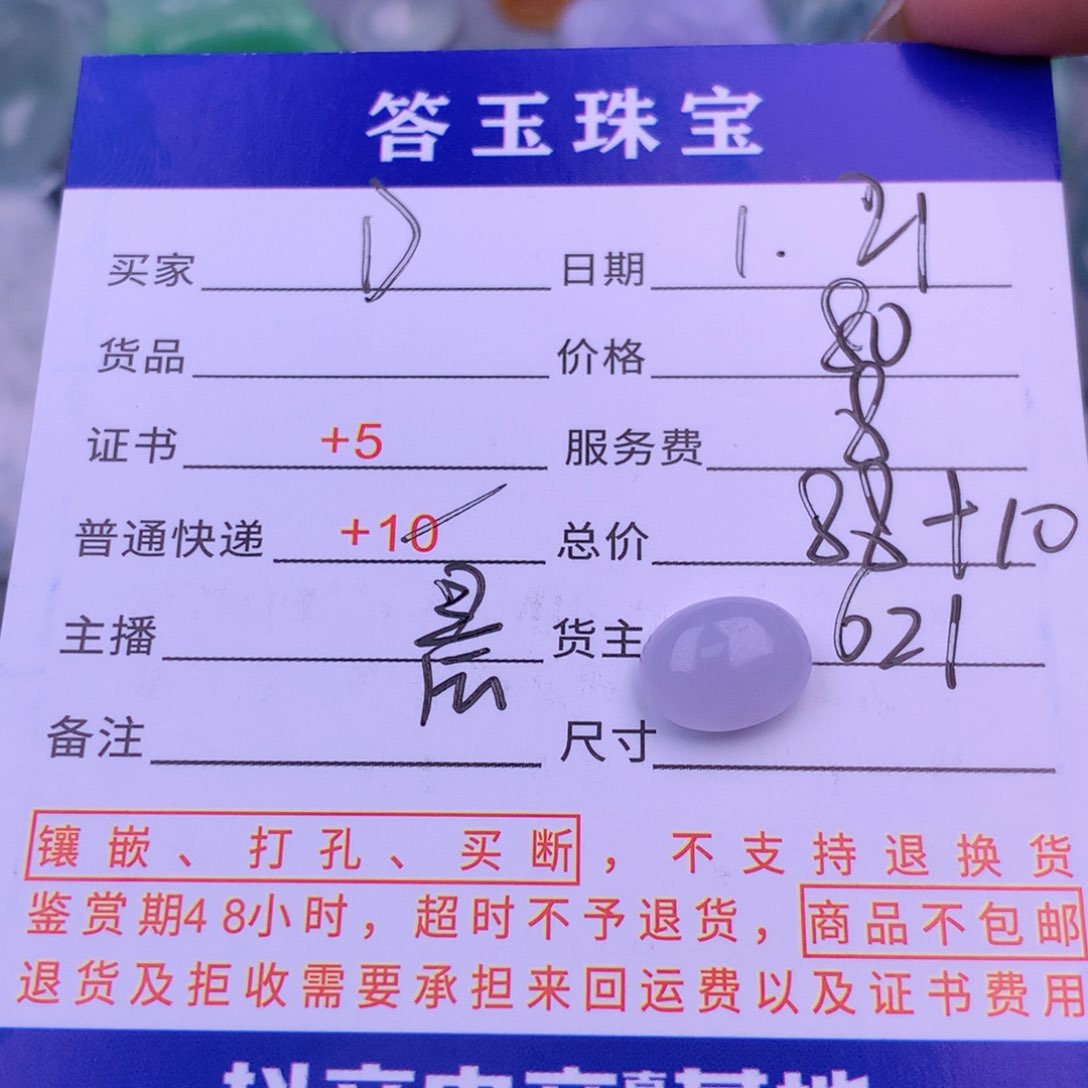 答玉珠宝
买家 D 日期 1.21
货品 价格 80
证书 +5 服务费 8
普通快递 +10 总价 88+10
主播 晨 货主 621
备注 尺寸
镶嵌、打孔、买断，不支持退换货
鉴赏期48小时，超时不予退货，商品不包邮
退货及拒收需要承担来回运费以及证书费用